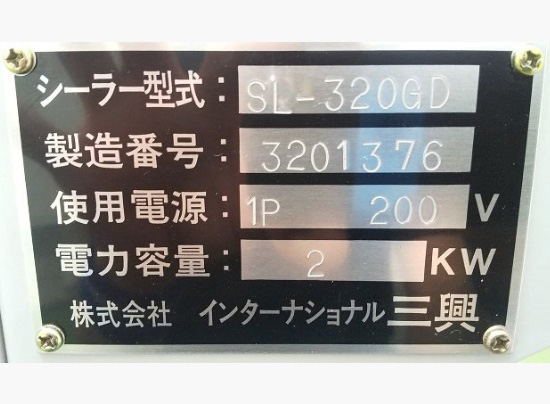 シーラー型式: SL-320GD
製造番号: 3201376
使用電源: 1P 200 V
電力容量: 2 KW
株式会社 インターナショナル三興